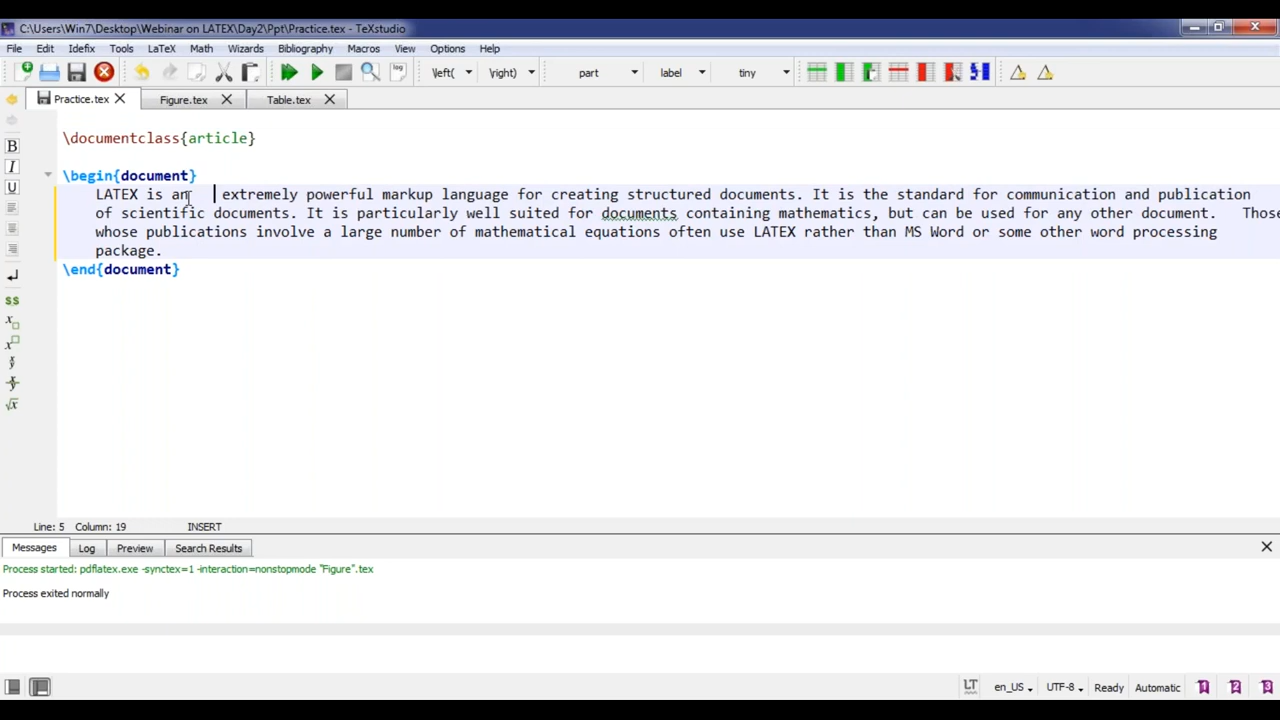 C:\Users\Win7\Desktop\Webinar on LATEX\Day2\Ppt\Practice.tex - TeXstudio
File Edit Idefix Tools LaTeX Math Wizards Bibliography Macros View Options Help
\left( \right) part label tiny
Practice.tex Figure.tex Table.tex
\documentclass{article}
\begin{document}
LATEX is an extremely powerful markup language for creating structured documents. It is the standard for communication and publication
of scientific documents. It is particularly well suited for documents containing mathematics, but can be used for any other document. Those
whose publications involve a large number of mathematical equations often use LATEX rather than MS Word or some other word processing
package.
\end{document}
B
I
U
$$
Line: 5 Column: 19 INSERT
Messages Log Preview Search Results
Process started: pdflatex.exe -synctex=1 -interaction=nonstopmode "Figure".tex
Process exited normally
LT en_US UTF-8 Ready Automatic 1 2 3